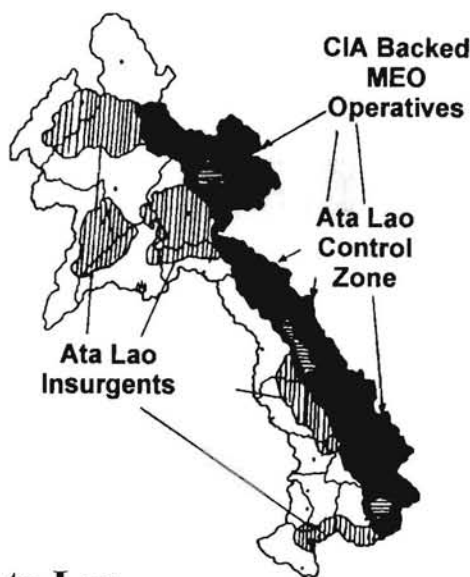 CIA Backed
MEO
Operatives
Ata Lao
Control
Zone
Ata Lao
Insurgents